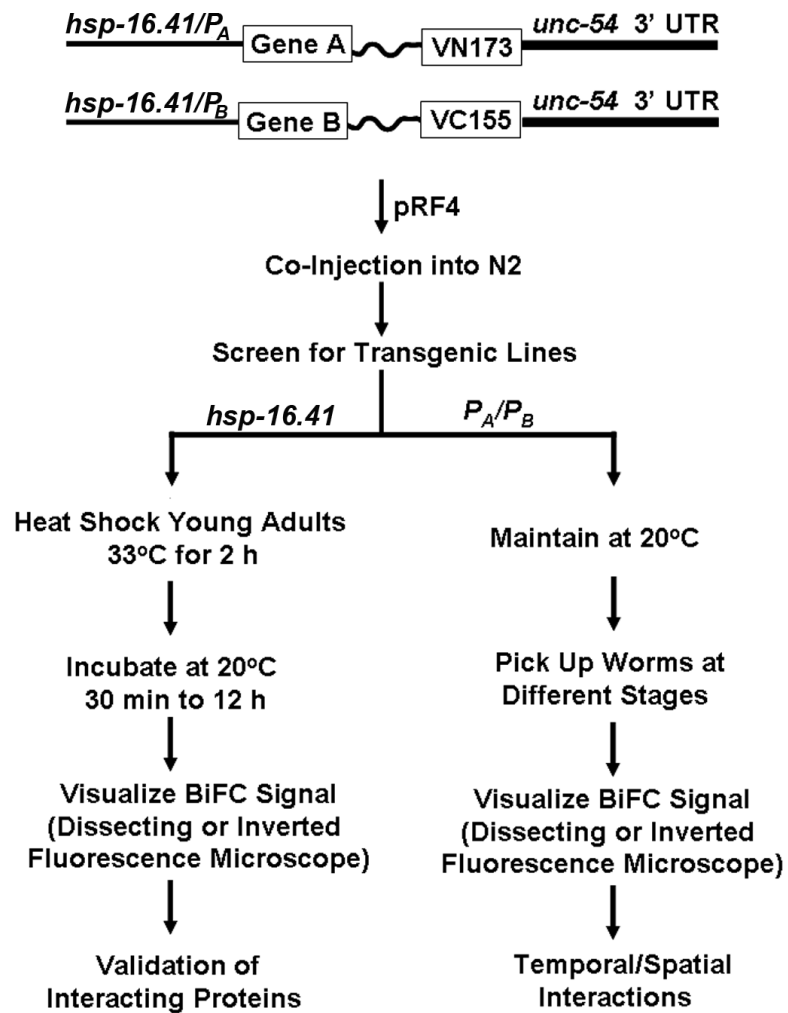 hsp-16.41/PA Gene A VN173 unc-54 3' UTR
hsp-16.41/PB Gene B VC155 unc-54 3' UTR
pRF4
Co-Injection into N2
Screen for Transgenic Lines
hsp-16.41
PA/PB
Heat Shock Young Adults
33oC for 2 h
Incubate at 20oC
30 min to 12 h
Visualize BiFC Signal
(Dissecting or Inverted
Fluorescence Microscope)
Validation of
Interacting Proteins
Maintain at 20oC
Pick Up Worms at
Different Stages
Visualize BiFC Signal
(Dissecting or Inverted
Fluorescence Microscope)
Temporal/Spatial
Interactions